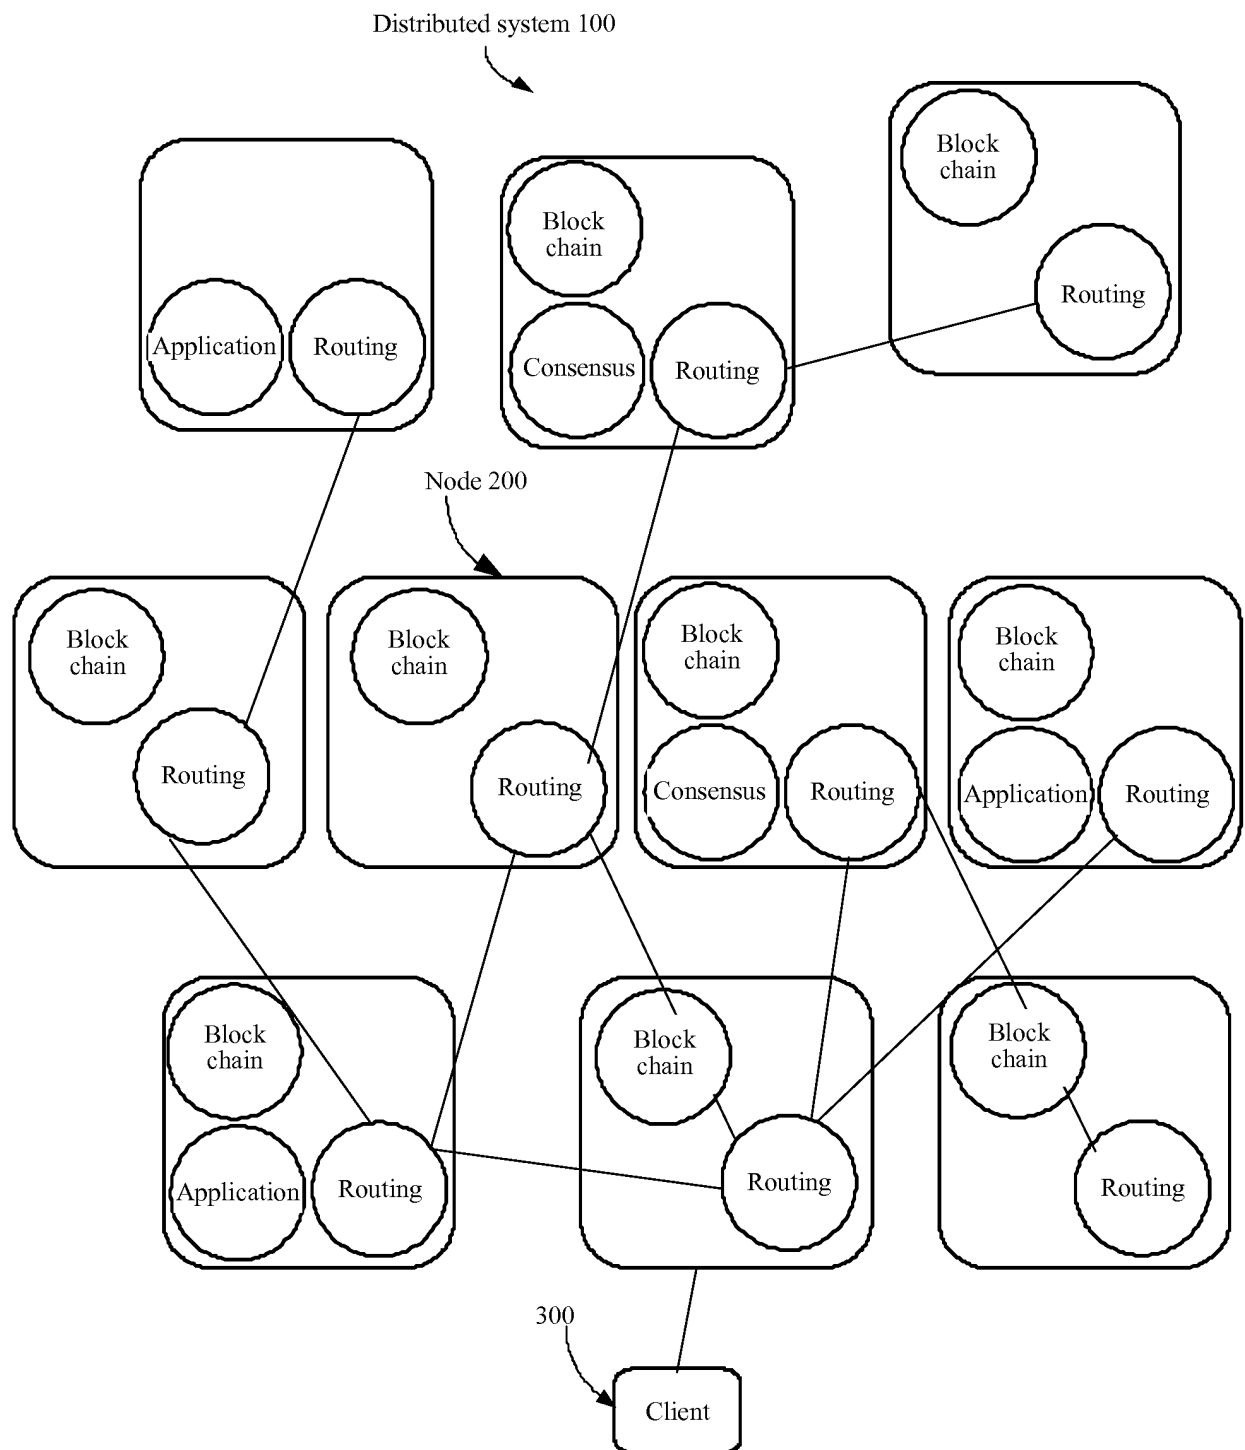 Distributed system 100
Block
chain
Routing
Application
Routing
Block
chain
Consensus
Routing
Node 200
Block
chain
Routing
Block
chain
Routing
Block
chain
Consensus
Routing
Block
chain
Application
Routing
Block
chain
Application
Routing
Block
chain
Routing
Block
chain
Routing
300
Client